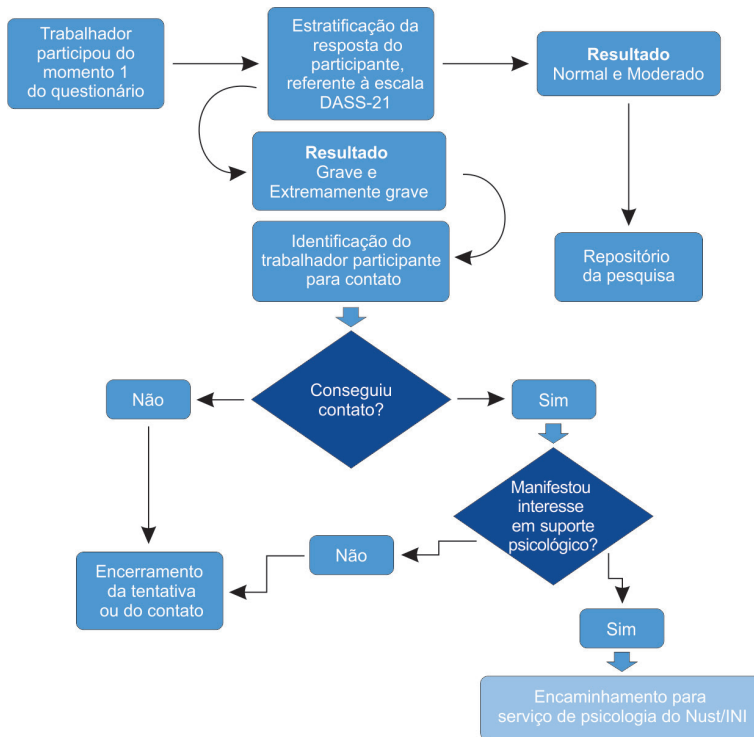 Trabalhador
participou do
momento 1
do questionário
Estratificação da
resposta do
participante,
referente à escala
DASS-21
Resultado
Normal e Moderado
Resultado
Grave e
Extremamente grave
Identificação do
trabalhador participante
para contato
Repositório
da pesquisa
Conseguiu
contato?
Não
Sim
Manifestou
interesse
em suporte
psicológico?
Não
Encerramento
da tentativa
ou do contato
Sim
Encaminhamento para
serviço de psicologia do Nust/INI